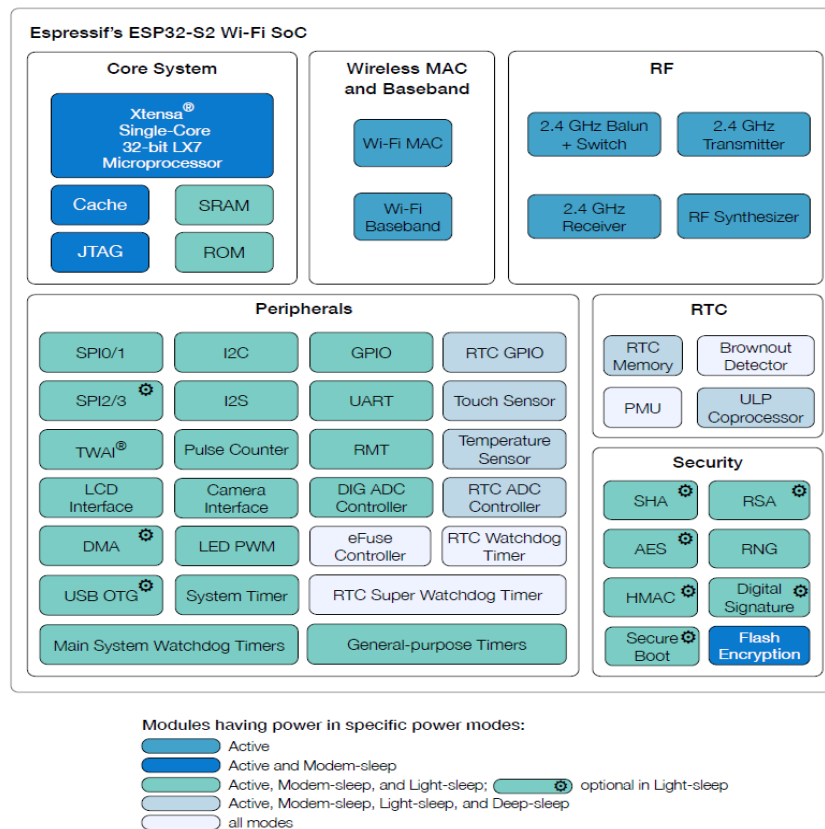 Espressif's ESP32-S2 Wi-Fi SoC
Core System
Xtensa®
Single-Core
32-bit LX7
Microprocessor
Cache
SRAM
JTAG
ROM
Wireless MAC
and Baseband
Wi-Fi MAC
Wi-Fi
Baseband
RF
2.4 GHz Balun
+ Switch
2.4 GHz
Transmitter
2.4 GHz
Receiver
RF Synthesizer
Peripherals
SPI0/1
I2C
GPIO
RTC GPIO
SPI2/3
I2S
UART
Touch Sensor
TWAI®
Pulse Counter
RMT
Temperature
Sensor
LCD
Interface
Camera
Interface
DIG ADC
Controller
RTC ADC
Controller
DMA
LED PWM
eFuse
Controller
RTC Watchdog
Timer
USB OTG
System Timer
RTC Super Watchdog Timer
Main System Watchdog Timers
General-purpose Timers
RTC
RTC
Memory
Brownout
Detector
PMU
ULP
Coprocessor
Security
SHA
RSA
AES
RNG
HMAC
Digital
Signature
Secure
Boot
Flash
Encryption
Modules having power in specific power modes:
Active
Active and Modem-sleep
Active, Modem-sleep, and Light-sleep; optional in Light-sleep
Active, Modem-sleep, Light-sleep, and Deep-sleep
all modes